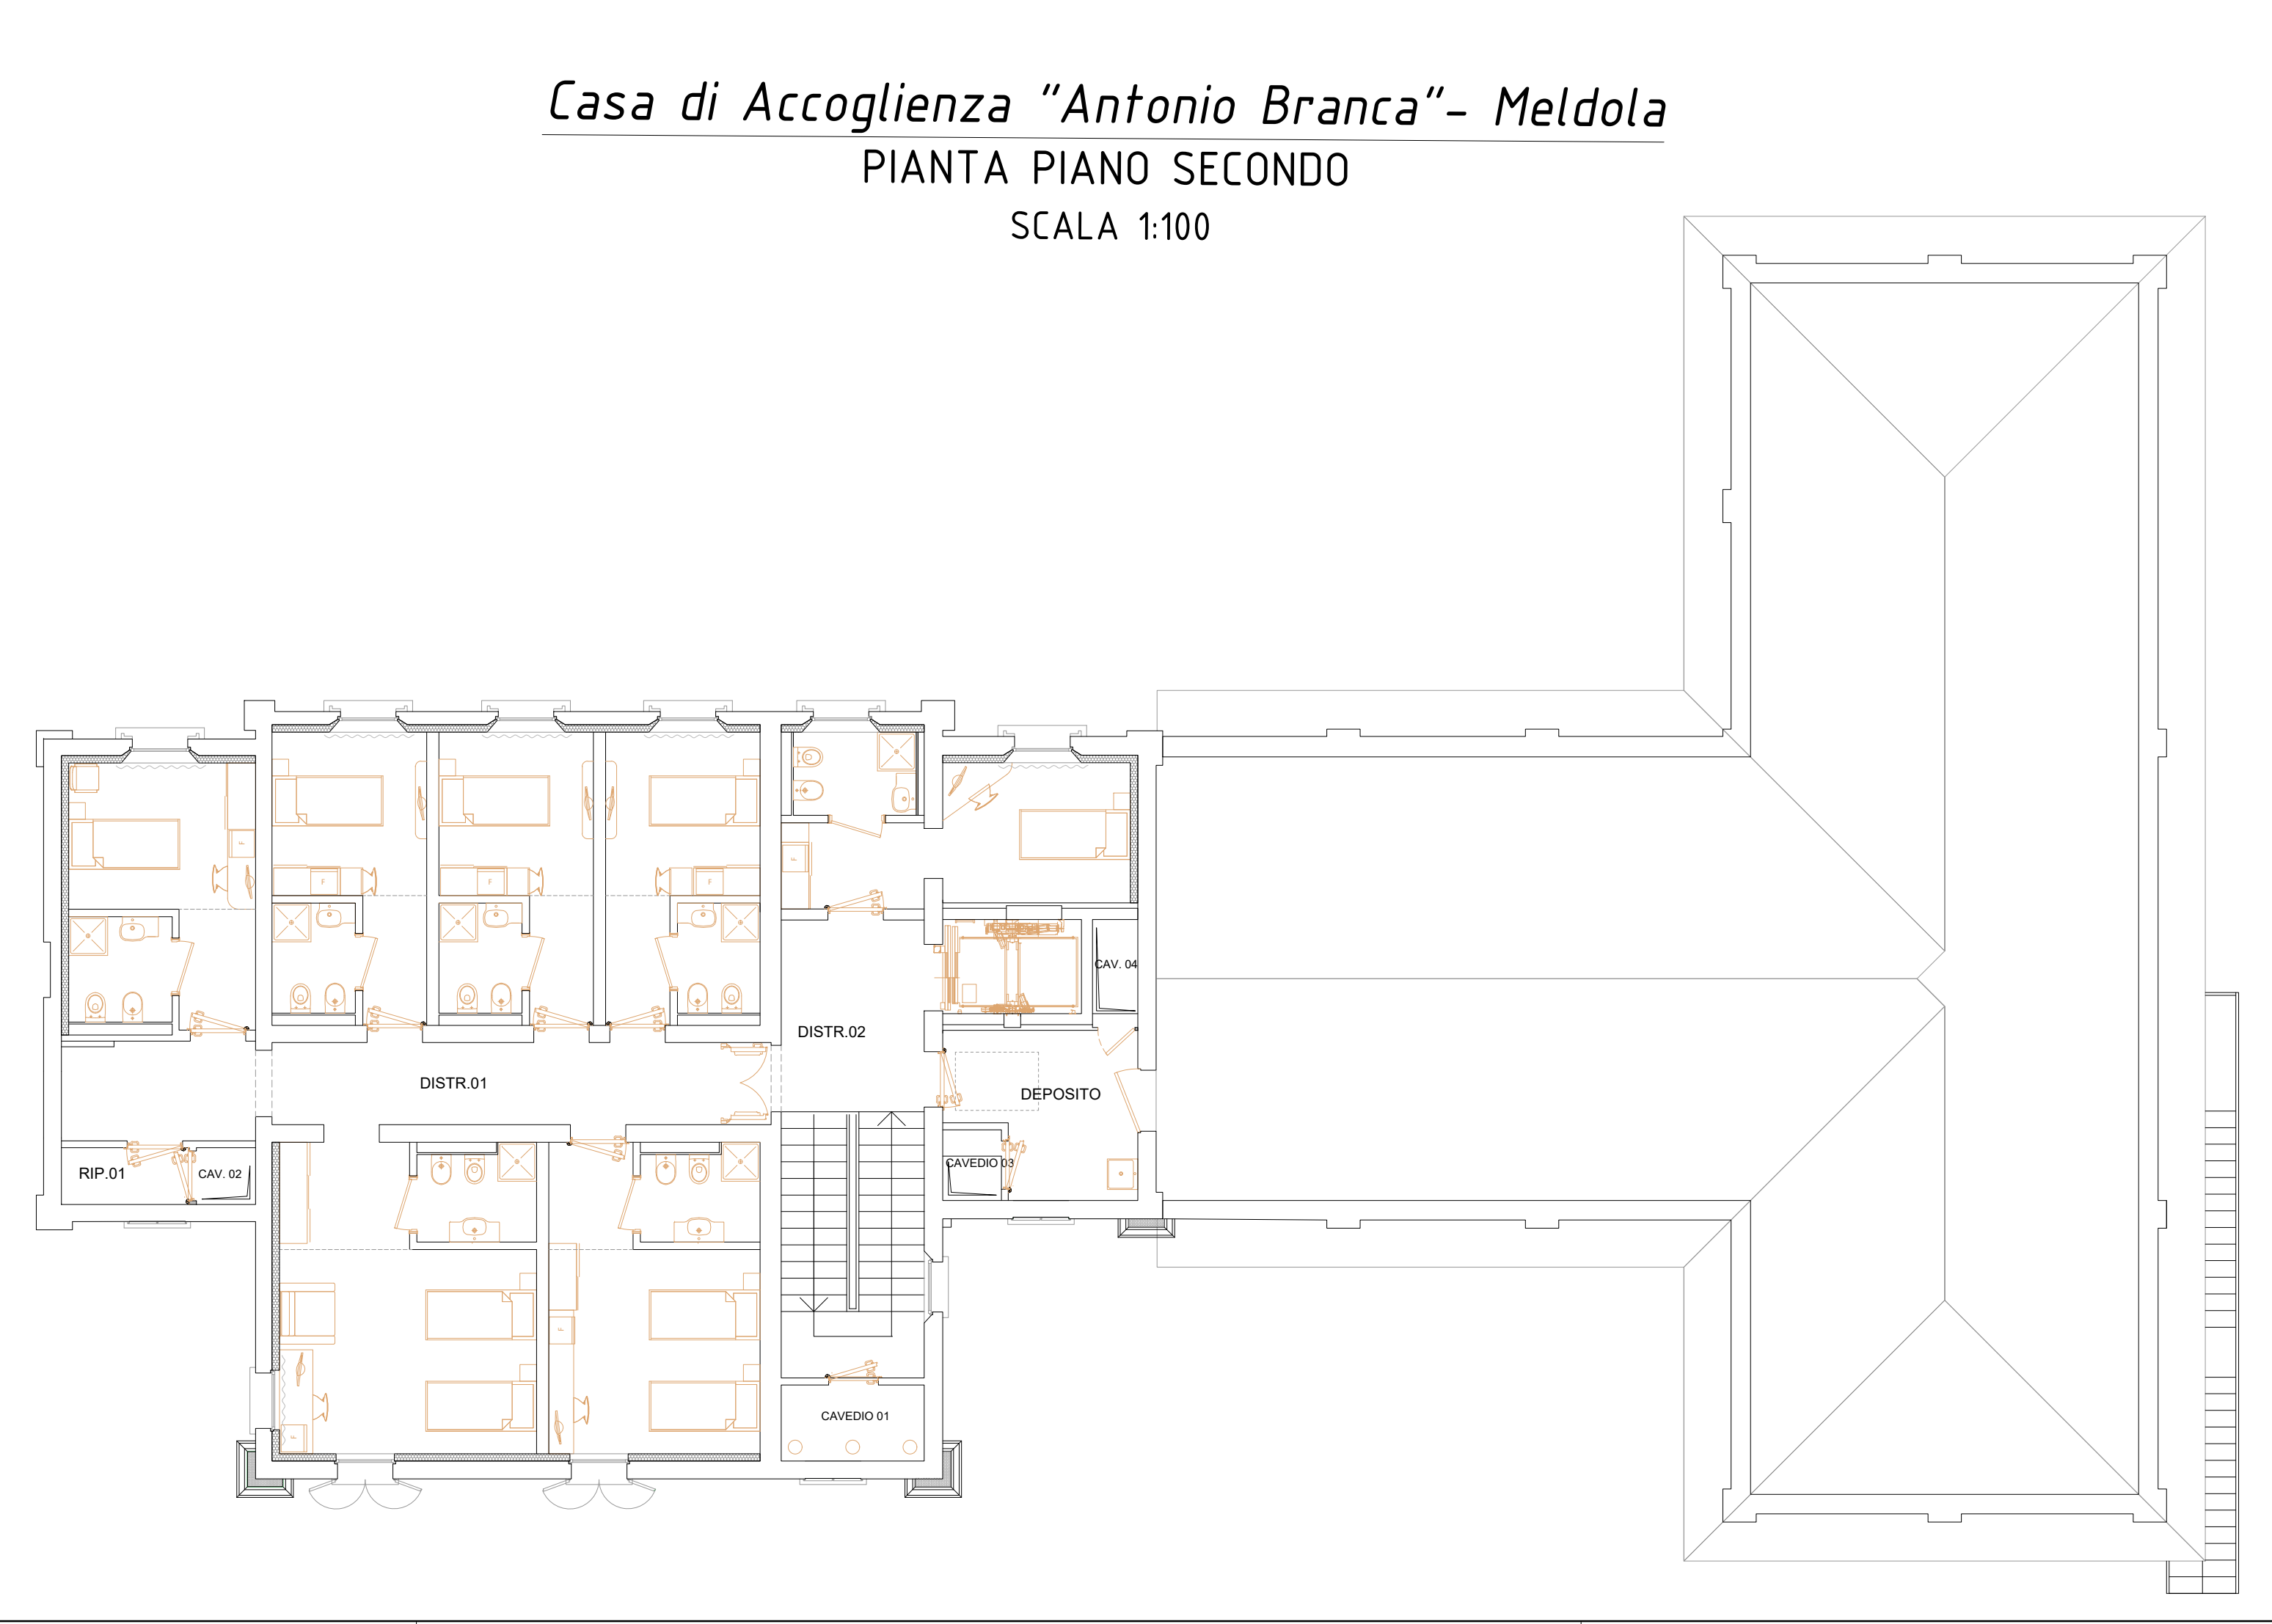 Casa di Accoglienza "Antonio Branca"- Meldola
PIANTA PIANO SECONDO
SCALA 1:100
F
F
F
F
F
CAV. 04
DISTR.02
DISTR.01
DEPOSITO
CAVEDIO 03
RIP.01
CAV. 02
F
CAVEDIO 01
F